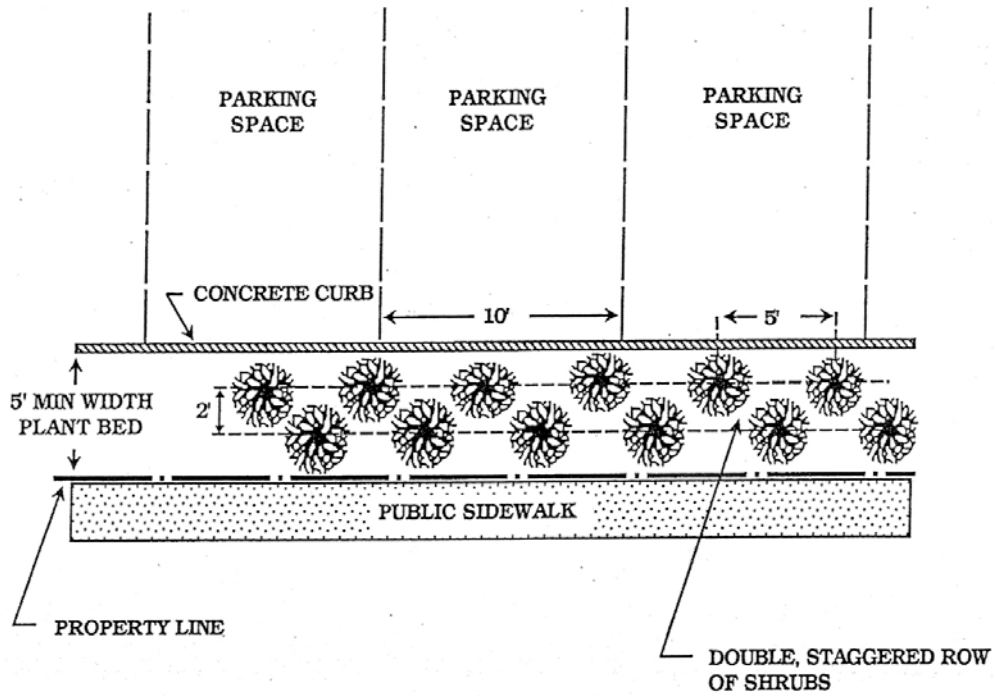 PARKING
SPACE
PARKING
SPACE
PARKING
SPACE
CONCRETE CURB
10'
5'
5' MIN WIDTH
PLANT BED
2'
PUBLIC SIDEWALK
PROPERTY LINE
DOUBLE, STAGGERED ROW
OF SHRUBS